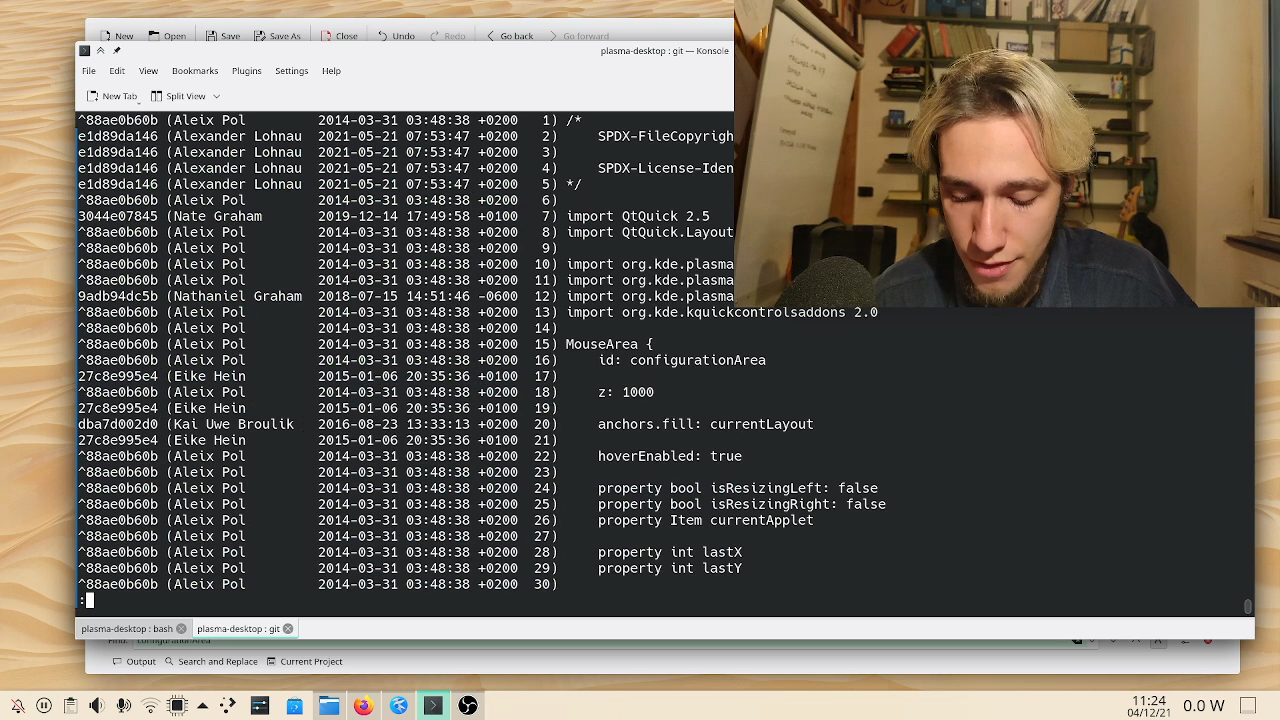 New Open Save Save As Close Undo Redo Go back Go forward
plasma-desktop : git — Konsole
File Edit View Bookmarks Plugins Settings Help
New Tab Split View
^88ae0b60b (Aleix Pol 2014-03-31 03:48:38 +0200 1) /*
e1d89da146 (Alexander Lohnau 2021-05-21 07:53:47 +0200 2) SPDX-FileCopyrigh
e1d89da146 (Alexander Lohnau 2021-05-21 07:53:47 +0200 3)
e1d89da146 (Alexander Lohnau 2021-05-21 07:53:47 +0200 4) SPDX-License-Iden
e1d89da146 (Alexander Lohnau 2021-05-21 07:53:47 +0200 5) */
^88ae0b60b (Aleix Pol 2014-03-31 03:48:38 +0200 6)
3044e07845 (Nate Graham 2019-12-14 17:49:58 +0100 7) import QtQuick 2.5
^88ae0b60b (Aleix Pol 2014-03-31 03:48:38 +0200 8) import QtQuick.Layout
^88ae0b60b (Aleix Pol 2014-03-31 03:48:38 +0200 9)
^88ae0b60b (Aleix Pol 2014-03-31 03:48:38 +0200 10) import org.kde.plasma
^88ae0b60b (Aleix Pol 2014-03-31 03:48:38 +0200 11) import org.kde.plasma
9adb94dc5b (Nathaniel Graham 2018-07-15 14:51:46 -0600 12) import org.kde.plasma
^88ae0b60b (Aleix Pol 2014-03-31 03:48:38 +0200 13) import org.kde.kquickcontrolsaddons 2.0
^88ae0b60b (Aleix Pol 2014-03-31 03:48:38 +0200 14)
^88ae0b60b (Aleix Pol 2014-03-31 03:48:38 +0200 15) MouseArea {
^88ae0b60b (Aleix Pol 2014-03-31 03:48:38 +0200 16) id: configurationArea
27c8e995e4 (Eike Hein 2015-01-06 20:35:36 +0100 17)
^88ae0b60b (Aleix Pol 2014-03-31 03:48:38 +0200 18) z: 1000
27c8e995e4 (Eike Hein 2015-01-06 20:35:36 +0100 19)
dba7d002d0 (Kai Uwe Broulik 2016-08-23 13:33:13 +0200 20) anchors.fill: currentLayout
27c8e995e4 (Eike Hein 2015-01-06 20:35:36 +0100 21)
^88ae0b60b (Aleix Pol 2014-03-31 03:48:38 +0200 22) hoverEnabled: true
^88ae0b60b (Aleix Pol 2014-03-31 03:48:38 +0200 23)
^88ae0b60b (Aleix Pol 2014-03-31 03:48:38 +0200 24) property bool isResizingLeft: false
^88ae0b60b (Aleix Pol 2014-03-31 03:48:38 +0200 25) property bool isResizingRight: false
^88ae0b60b (Aleix Pol 2014-03-31 03:48:38 +0200 26) property Item currentApplet
^88ae0b60b (Aleix Pol 2014-03-31 03:48:38 +0200 27)
^88ae0b60b (Aleix Pol 2014-03-31 03:48:38 +0200 28) property int lastX
^88ae0b60b (Aleix Pol 2014-03-31 03:48:38 +0200 29) property int lastY
^88ae0b60b (Aleix Pol 2014-03-31 03:48:38 +0200 30)
:
plasma-desktop : bash plasma-desktop : git
Output Search and Replace Current Project
11:24
04/12/21
0.0 W